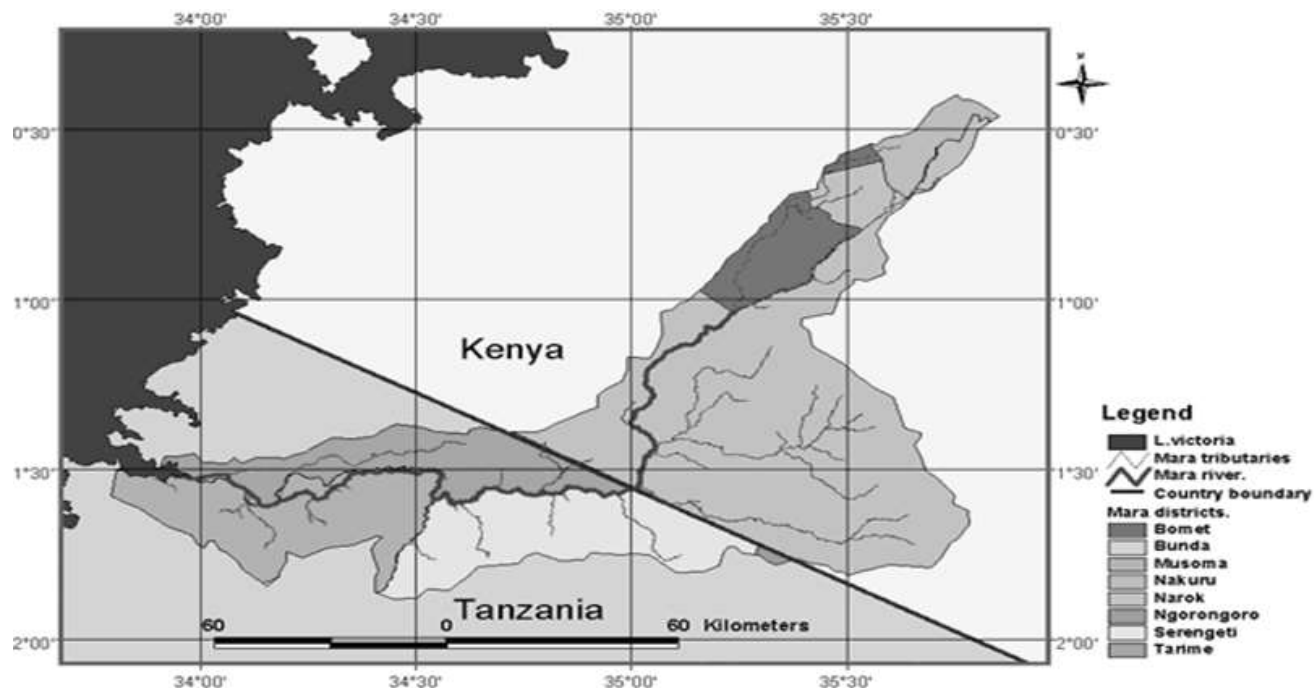 34°00' 34°30' 35°00' 35°30'
0°30' 0°30'
1°00' 1°00'
Kenya
Legend
L.victoria
Mara tributaries
1°30' 1°30'
Mara river.
Country boundary
Mara districts.
Bomet
Bunda
Musoma
Nakuru
Narok
Ngorongoro
Serengeti
Tarime
Tanzania
60 0 60 Kilometers
2°00' 2°00'
34°00' 34°30' 35°00' 35°30'